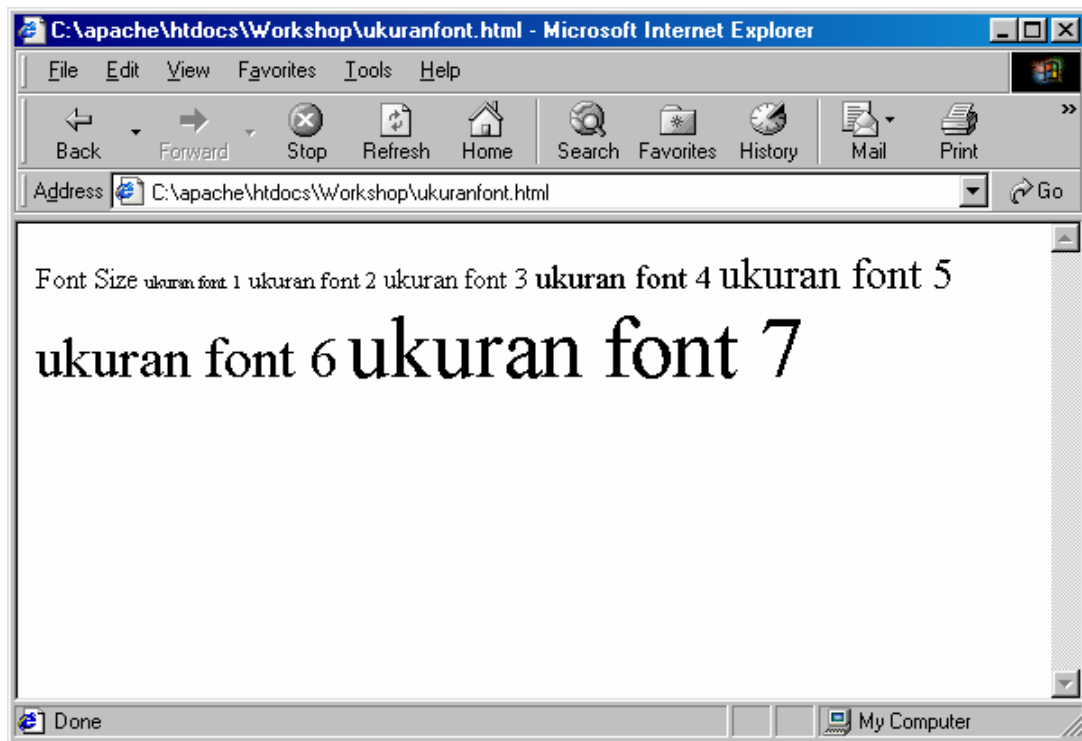 C:\apache\htdocs\Workshop\ukuranfont.html - Microsoft Internet Explorer
File Edit View Favorites Tools Help
Back Forward Stop Refresh Home Search Favorites History Mail Print »
Address C:\apache\htdocs\Workshop\ukuranfont.html Go
Font Size ukuran font 1 ukuran font 2 ukuran font 3 ukuran font 4 ukuran font 5
ukuran font 6 ukuran font 7
Done My Computer